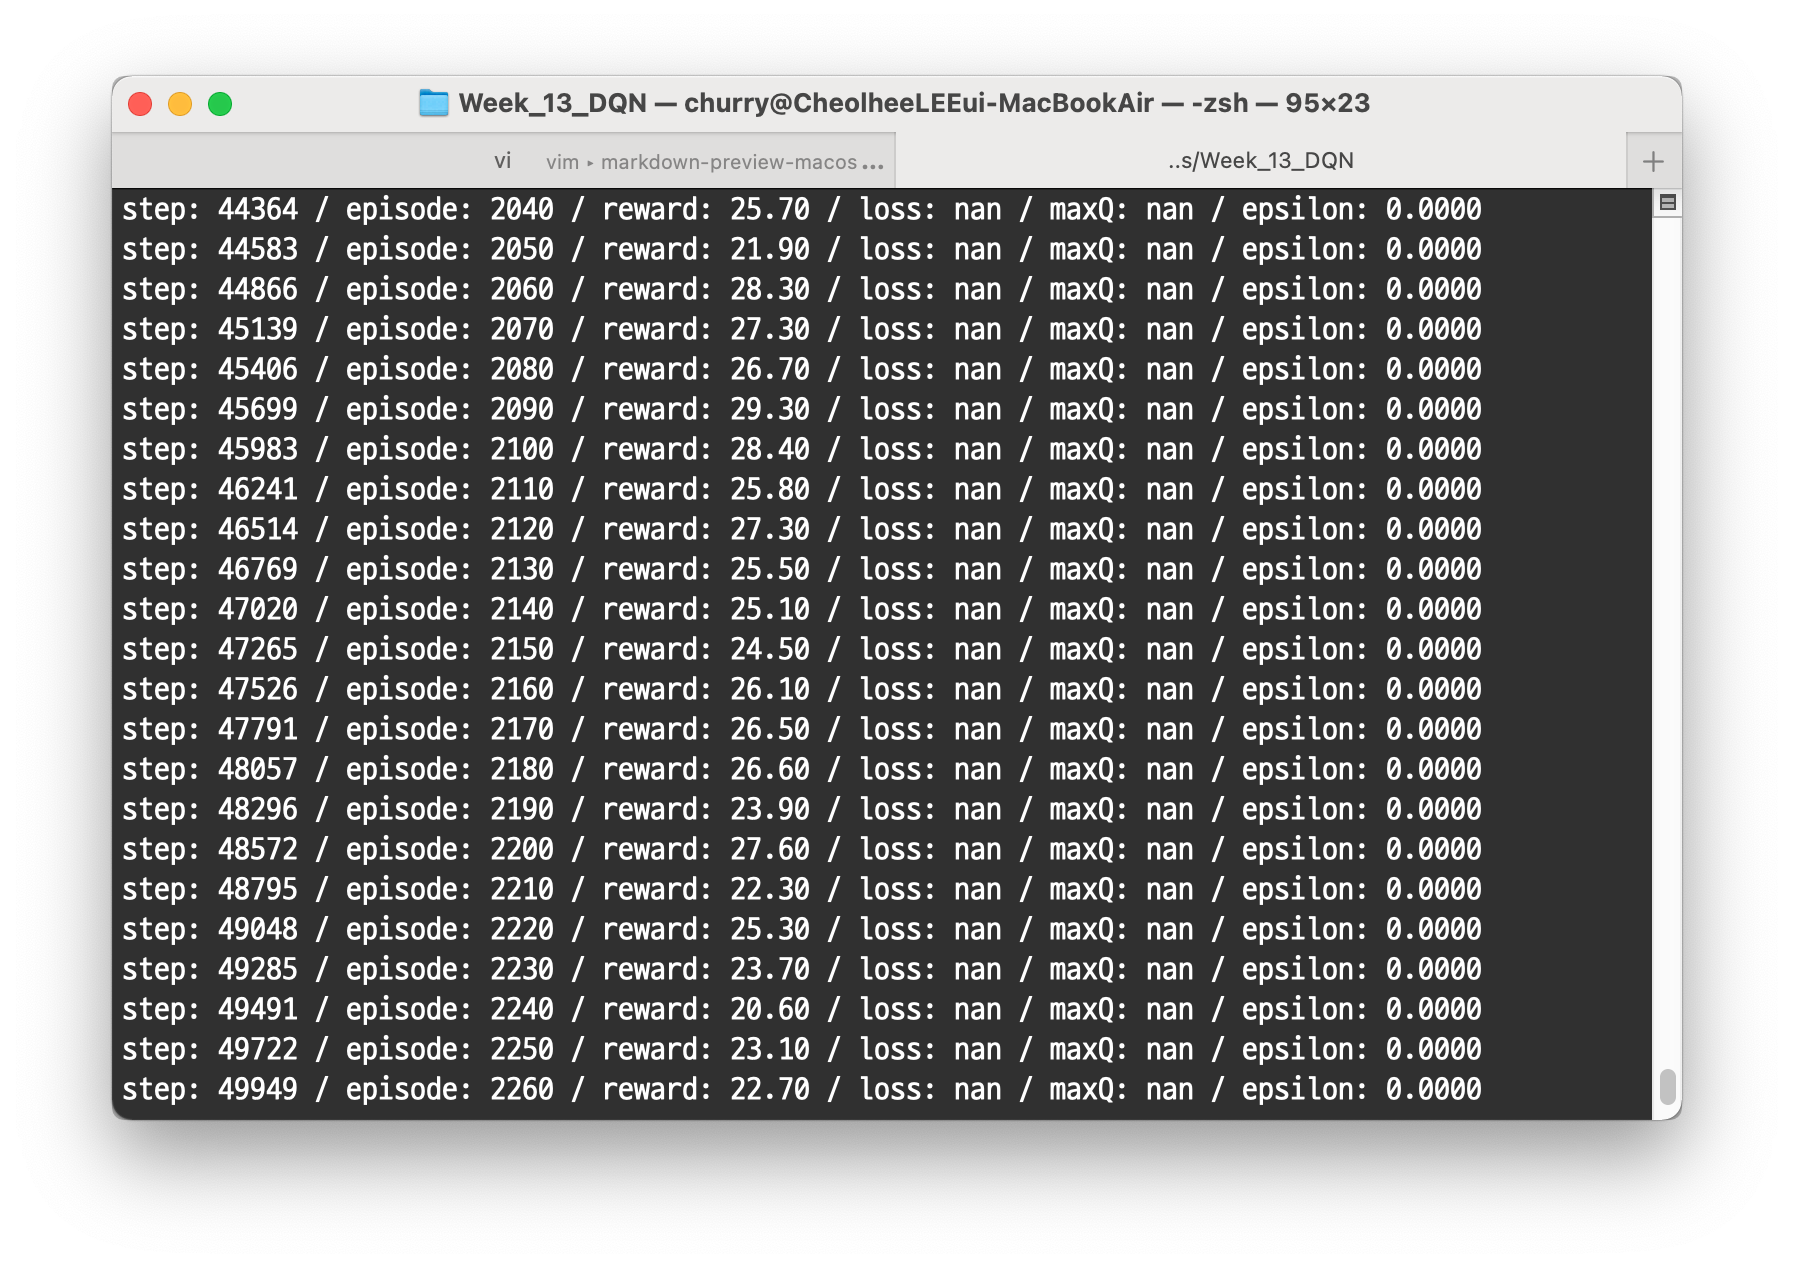 Week_13_DQN — churry@CheolheeLEEui-MacBookAir — -zsh — 95×23
vi vim ▸ markdown-preview-macos ... ..s/Week_13_DQN +
step: 44364 / episode: 2040 / reward: 25.70 / loss: nan / maxQ: nan / epsilon: 0.0000
step: 44583 / episode: 2050 / reward: 21.90 / loss: nan / maxQ: nan / epsilon: 0.0000
step: 44866 / episode: 2060 / reward: 28.30 / loss: nan / maxQ: nan / epsilon: 0.0000
step: 45139 / episode: 2070 / reward: 27.30 / loss: nan / maxQ: nan / epsilon: 0.0000
step: 45406 / episode: 2080 / reward: 26.70 / loss: nan / maxQ: nan / epsilon: 0.0000
step: 45699 / episode: 2090 / reward: 29.30 / loss: nan / maxQ: nan / epsilon: 0.0000
step: 45983 / episode: 2100 / reward: 28.40 / loss: nan / maxQ: nan / epsilon: 0.0000
step: 46241 / episode: 2110 / reward: 25.80 / loss: nan / maxQ: nan / epsilon: 0.0000
step: 46514 / episode: 2120 / reward: 27.30 / loss: nan / maxQ: nan / epsilon: 0.0000
step: 46769 / episode: 2130 / reward: 25.50 / loss: nan / maxQ: nan / epsilon: 0.0000
step: 47020 / episode: 2140 / reward: 25.10 / loss: nan / maxQ: nan / epsilon: 0.0000
step: 47265 / episode: 2150 / reward: 24.50 / loss: nan / maxQ: nan / epsilon: 0.0000
step: 47526 / episode: 2160 / reward: 26.10 / loss: nan / maxQ: nan / epsilon: 0.0000
step: 47791 / episode: 2170 / reward: 26.50 / loss: nan / maxQ: nan / epsilon: 0.0000
step: 48057 / episode: 2180 / reward: 26.60 / loss: nan / maxQ: nan / epsilon: 0.0000
step: 48296 / episode: 2190 / reward: 23.90 / loss: nan / maxQ: nan / epsilon: 0.0000
step: 48572 / episode: 2200 / reward: 27.60 / loss: nan / maxQ: nan / epsilon: 0.0000
step: 48795 / episode: 2210 / reward: 22.30 / loss: nan / maxQ: nan / epsilon: 0.0000
step: 49048 / episode: 2220 / reward: 25.30 / loss: nan / maxQ: nan / epsilon: 0.0000
step: 49285 / episode: 2230 / reward: 23.70 / loss: nan / maxQ: nan / epsilon: 0.0000
step: 49491 / episode: 2240 / reward: 20.60 / loss: nan / maxQ: nan / epsilon: 0.0000
step: 49722 / episode: 2250 / reward: 23.10 / loss: nan / maxQ: nan / epsilon: 0.0000
step: 49949 / episode: 2260 / reward: 22.70 / loss: nan / maxQ: nan / epsilon: 0.0000